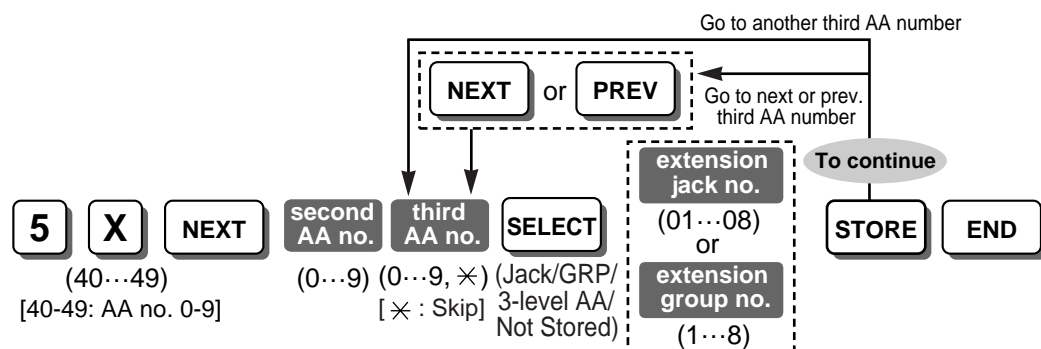 Go to another third AA number
NEXT or PREV
Go to next or prev.
third AA number
To continue
5 X NEXT
second
AA no.
third
AA no.
SELECT
extension
jack no.
(01···08)
or
extension
group no.
(1···8)
STORE END
(40···49)
[40-49: AA no. 0-9]
(0···9) (0···9, ✳)
[ ✳ : Skip]
(Jack/GRP/
3-level AA/
Not Stored)